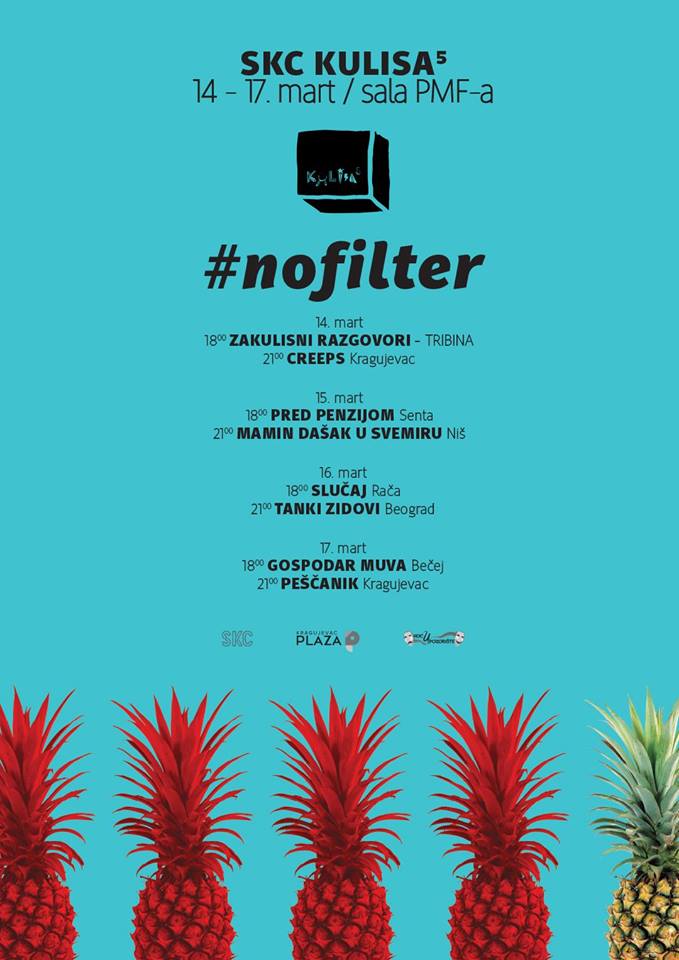 SKC KULISA⁵
14 - 17. mart / sala PMF-a
KULISA⁵
#nofilter
14. mart
18⁰⁰ ZAKULISNI RAZGOVORI - TRIBINA
21⁰⁰ CREEPS Kragujevac
15. mart
18⁰⁰ PRED PENZIJOM Senta
21⁰⁰ MAMIN DAŠAK U SVEMIRU Niš
16. mart
18⁰⁰ SLUČAJ Rača
21⁰⁰ TANKI ZIDOVI Beograd
17. mart
18⁰⁰ GOSPODAR MUVA Bečej
21⁰⁰ PEŠČANIK Kragujevac
SKC
KRAGUJEVAC
PLAZA